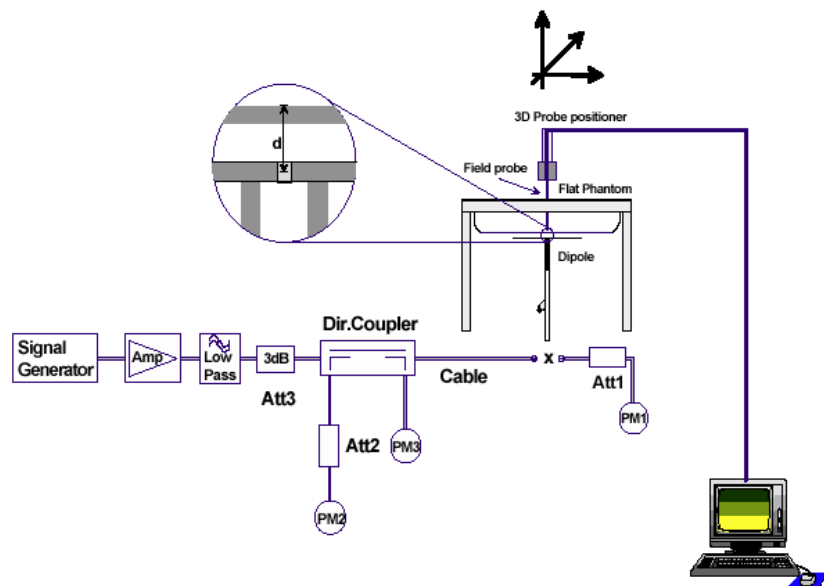 3D Probe positioner
d
Field probe
Flat Phantom
Dipole
Dir.Coupler
Signal
Generator
Amp
Low
Pass
3dB
Cable
x
Att1
Att3
PM1
Att2
PM3
PM2